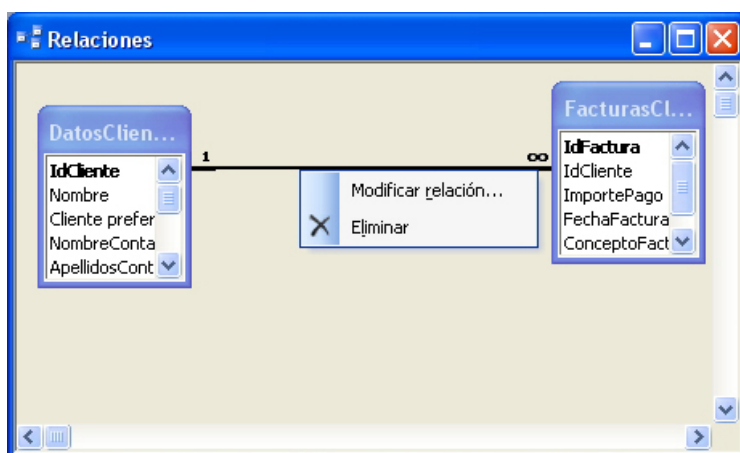 Relaciones
DatosClien...
IdCliente
Nombre
Cliente prefer
NombreConta
ApellidosCont
1
∞
Modificar relación...
Eliminar
FacturasCl...
IdFactura
IdCliente
ImportePago
FechaFactura
ConceptoFact